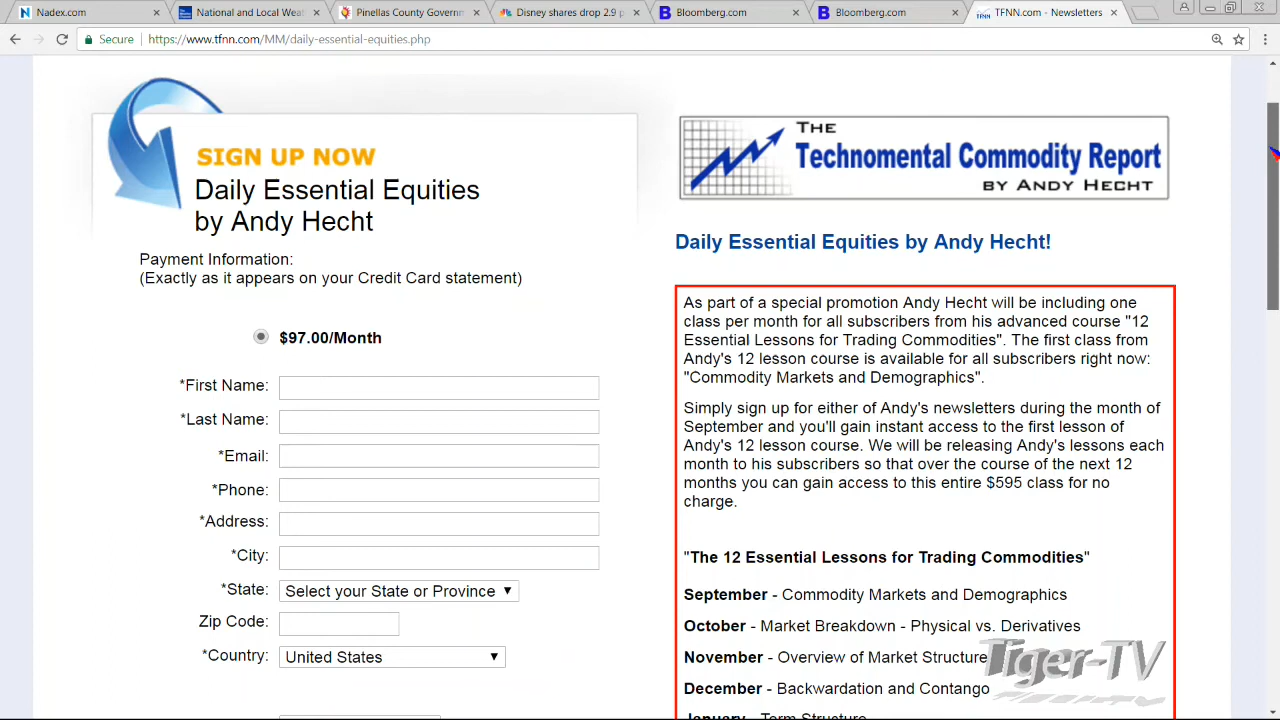 Nadex.com
National and Local Weat
Pinellas County Governm
Disney shares drop 2.9 p
Bloomberg.com
Bloomberg.com
TFNN.com - Newsletters
Secure
https://www.tfnn.com/MM/daily-essential-equities.php
SIGN UP NOW
Daily Essential Equities
by Andy Hecht
Payment Information:
(Exactly as it appears on your Credit Card statement)
$97.00/Month
*First Name:
*Last Name:
*Email:
*Phone:
*Address:
*City:
*State: Select your State or Province
Zip Code:
*Country: United States
THE
Technomental Commodity Report
BY ANDY HECHT
Daily Essential Equities by Andy Hecht!
As part of a special promotion Andy Hecht will be including one
class per month for all subscribers from his advanced course "12
Essential Lessons for Trading Commodities". The first class from
Andy's 12 lesson course is available for all subscribers right now:
"Commodity Markets and Demographics".
Simply sign up for either of Andy's newsletters during the month of
September and you'll gain instant access to the first lesson of
Andy's 12 lesson course. We will be releasing Andy's lessons each
month to his subscribers so that over the course of the next 12
months you can gain access to this entire $595 class for no
charge.
"The 12 Essential Lessons for Trading Commodities"
September - Commodity Markets and Demographics
October - Market Breakdown - Physical vs. Derivatives
November - Overview of Market Structure
December - Backwardation and Contango
January - Term Structure
Tiger-TV